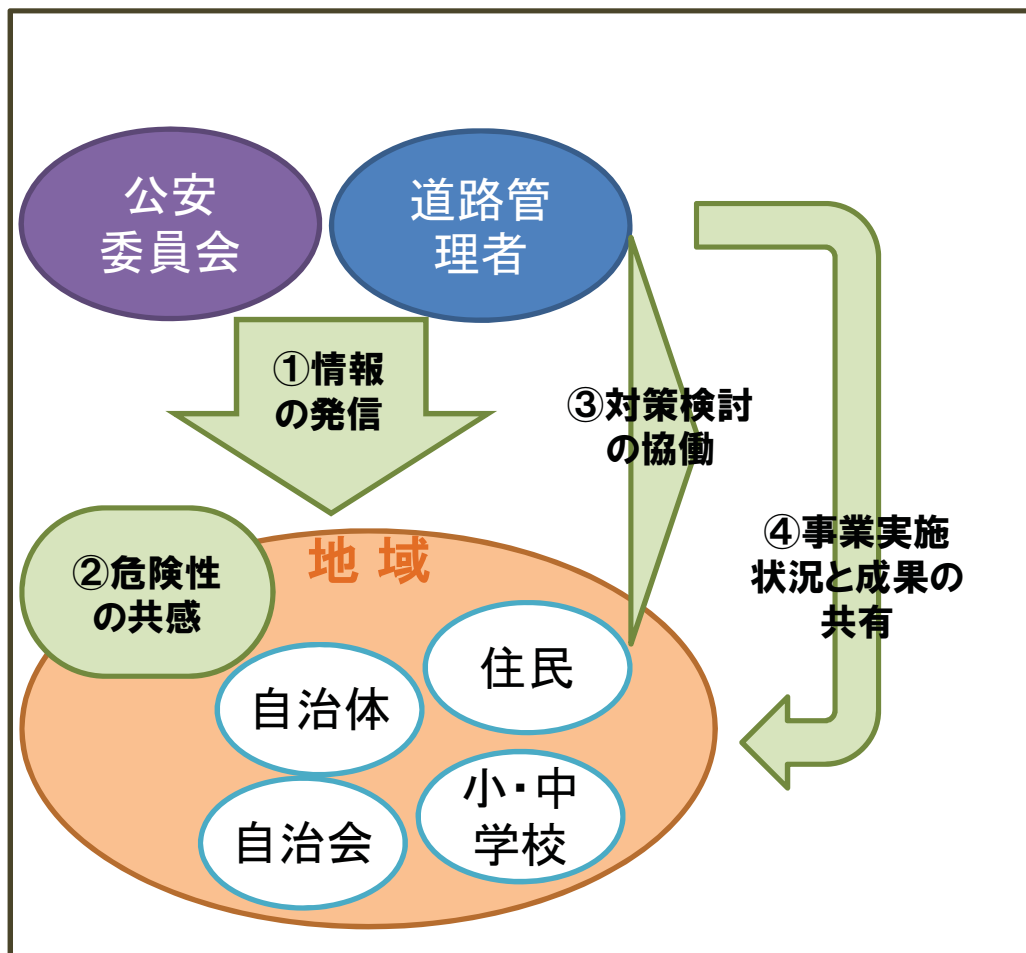 公安
委員会
道路管
理者
①情報
の発信
③対策検討
の協働
②危険性
の共感
地 域
④事業実施
状況と成果の
共有
住民
自治体
小・中
学校
自治会